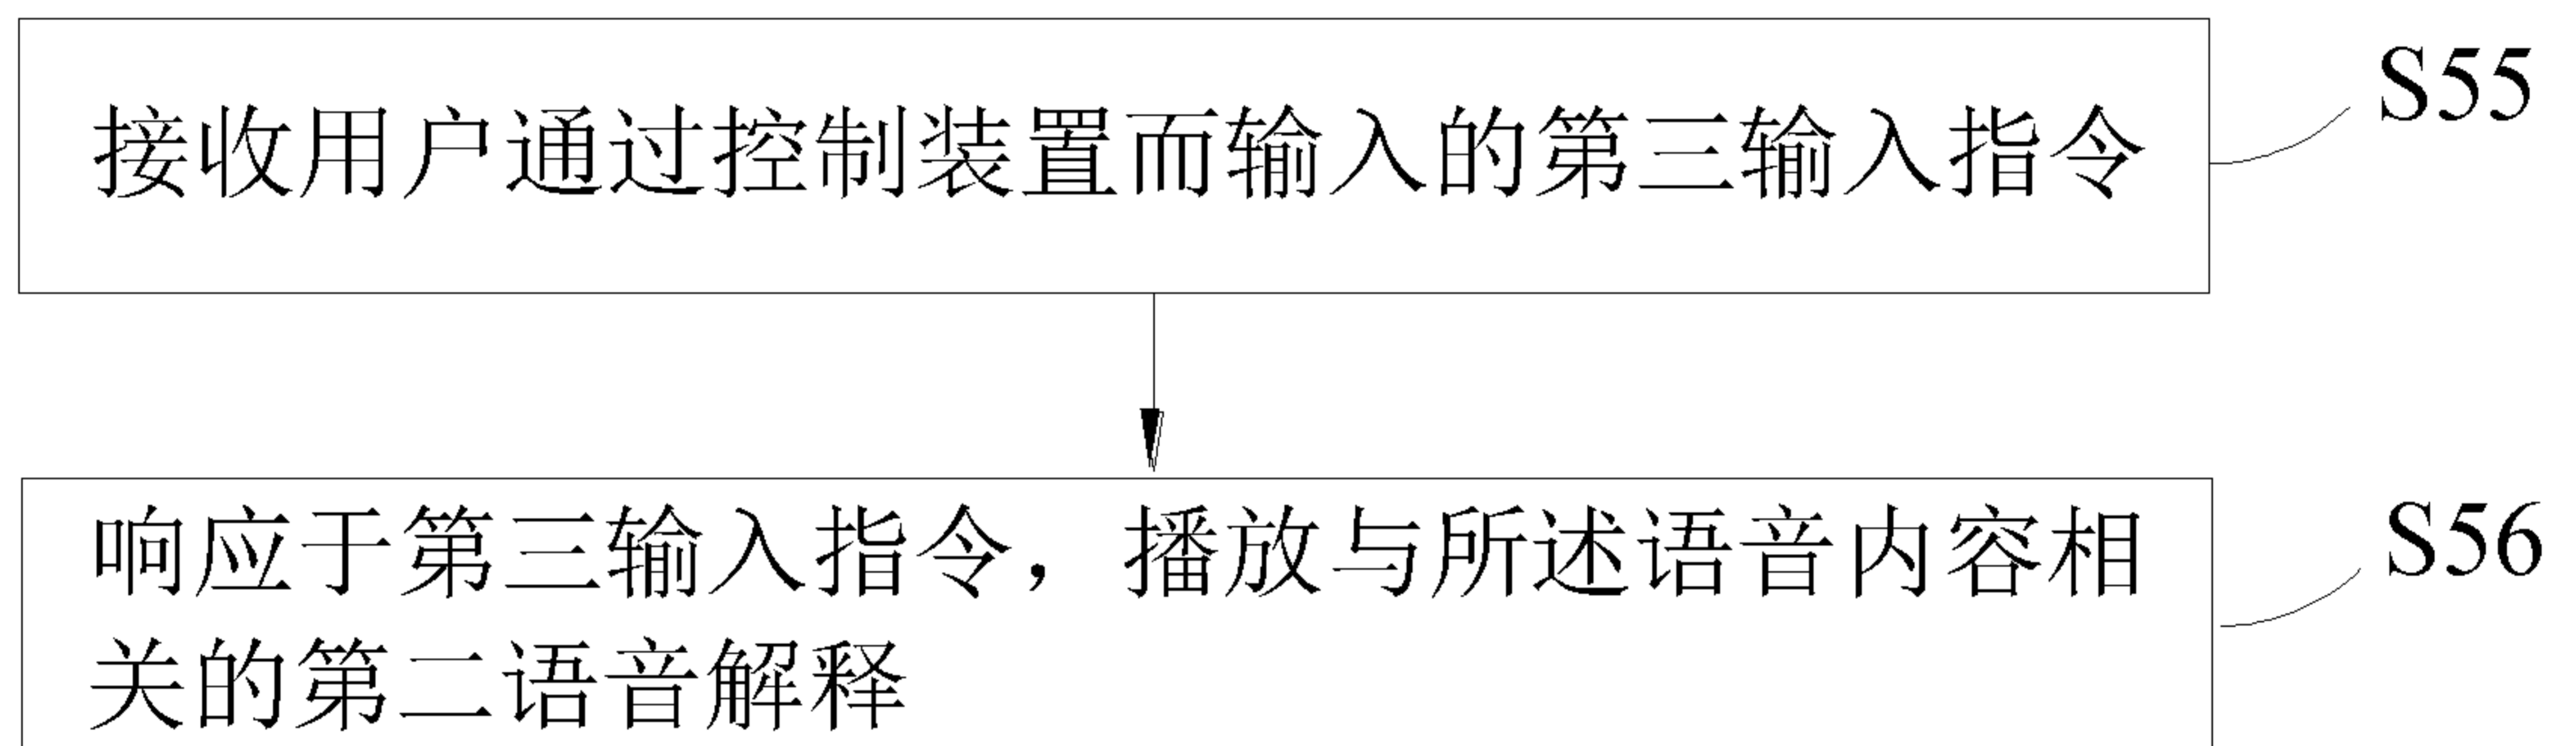 接收用户通过控制装置而输入的第三输入指令
S55
响应于第三输入指令，播放与所述语音内容相
关的第二语音解释
S56